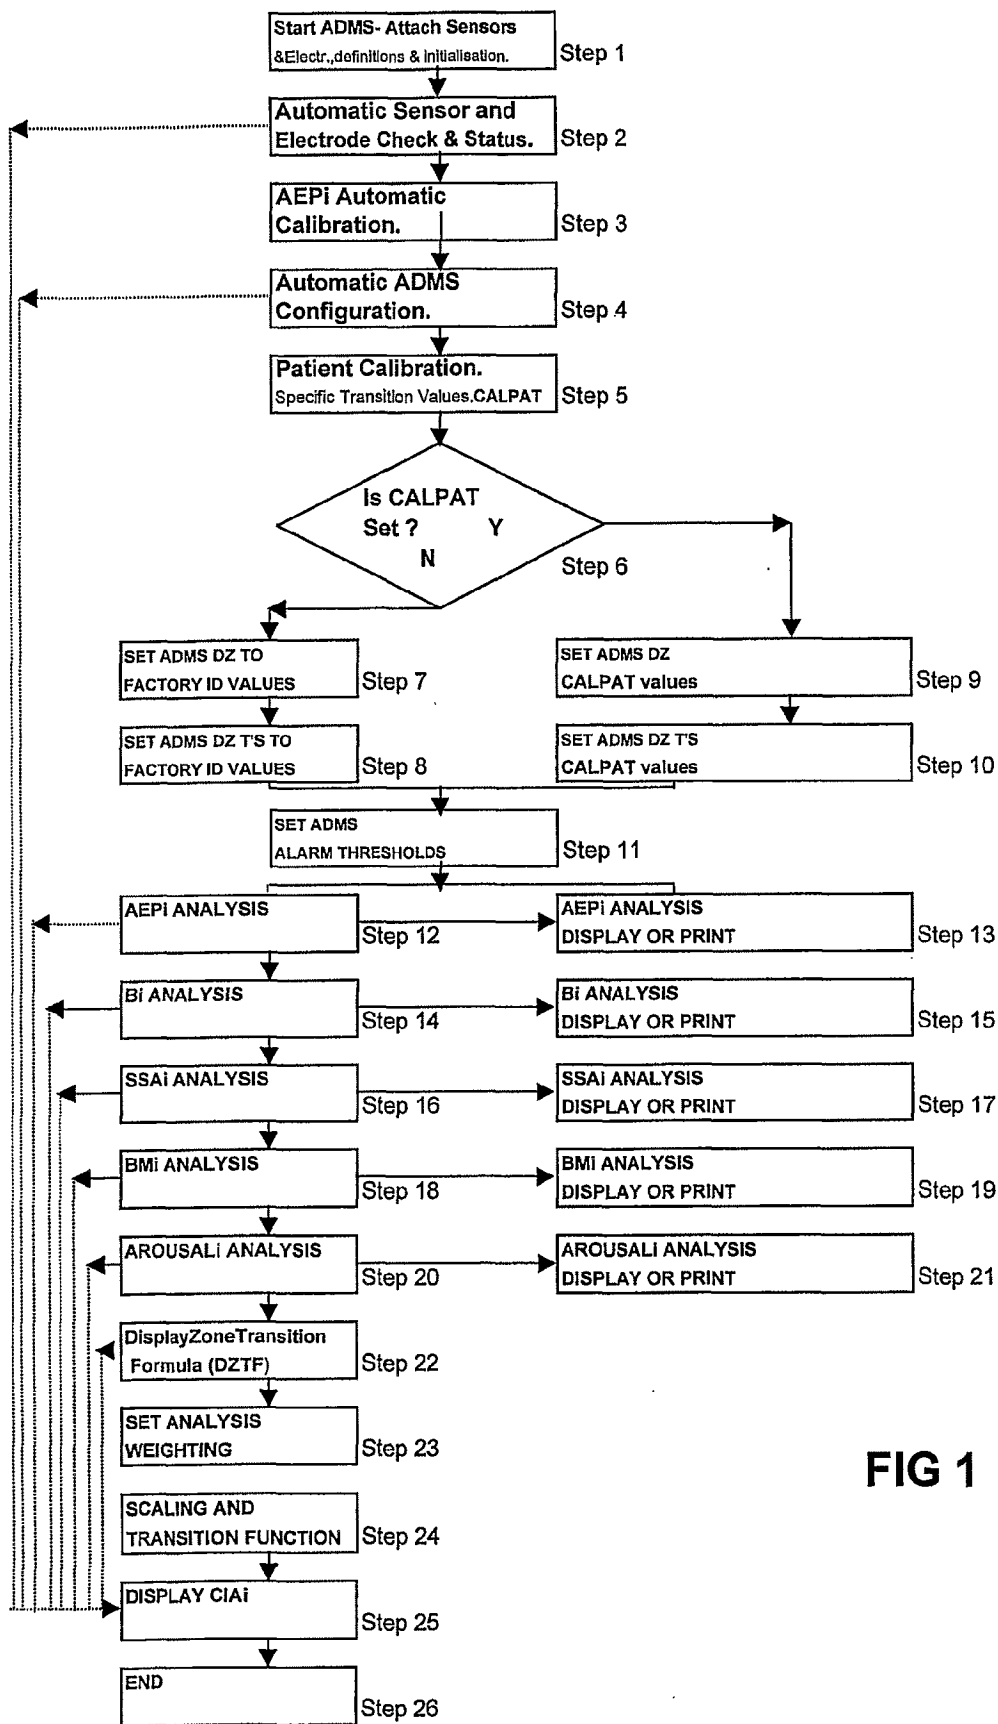 Start ADMS- Attach Sensors
&Electr.,definitions & initialisation.
Step 1
Automatic Sensor and
Electrode Check & Status.
Step 2
AEPi Automatic
Calibration.
Step 3
Automatic ADMS
Configuration.
Step 4
Patient Calibration.
Specific Transition Values.CALPAT
Step 5
Is CALPAT
Set ? Y
N
Step 6
SET ADMS DZ TO
FACTORY ID VALUES
Step 7
SET ADMS DZ
CALPAT values
Step 9
SET ADMS DZ T'S TO
FACTORY ID VALUES
Step 8
SET ADMS DZ T'S
CALPAT values
Step 10
SET ADMS
ALARM THRESHOLDS
Step 11
AEPi ANALYSIS
Step 12
AEPi ANALYSIS
DISPLAY OR PRINT
Step 13
Bi ANALYSIS
Step 14
Bi ANALYSIS
DISPLAY OR PRINT
Step 15
SSAi ANALYSIS
Step 16
SSAi ANALYSIS
DISPLAY OR PRINT
Step 17
BMi ANALYSIS
Step 18
BMi ANALYSIS
DISPLAY OR PRINT
Step 19
AROUSALi ANALYSIS
Step 20
AROUSALi ANALYSIS
DISPLAY OR PRINT
Step 21
DisplayZoneTransition
Formula (DZTF)
Step 22
SET ANALYSIS
WEIGHTING
Step 23
FIG 1
SCALING AND
TRANSITION FUNCTION
Step 24
DISPLAY CIAi
Step 25
END
Step 26